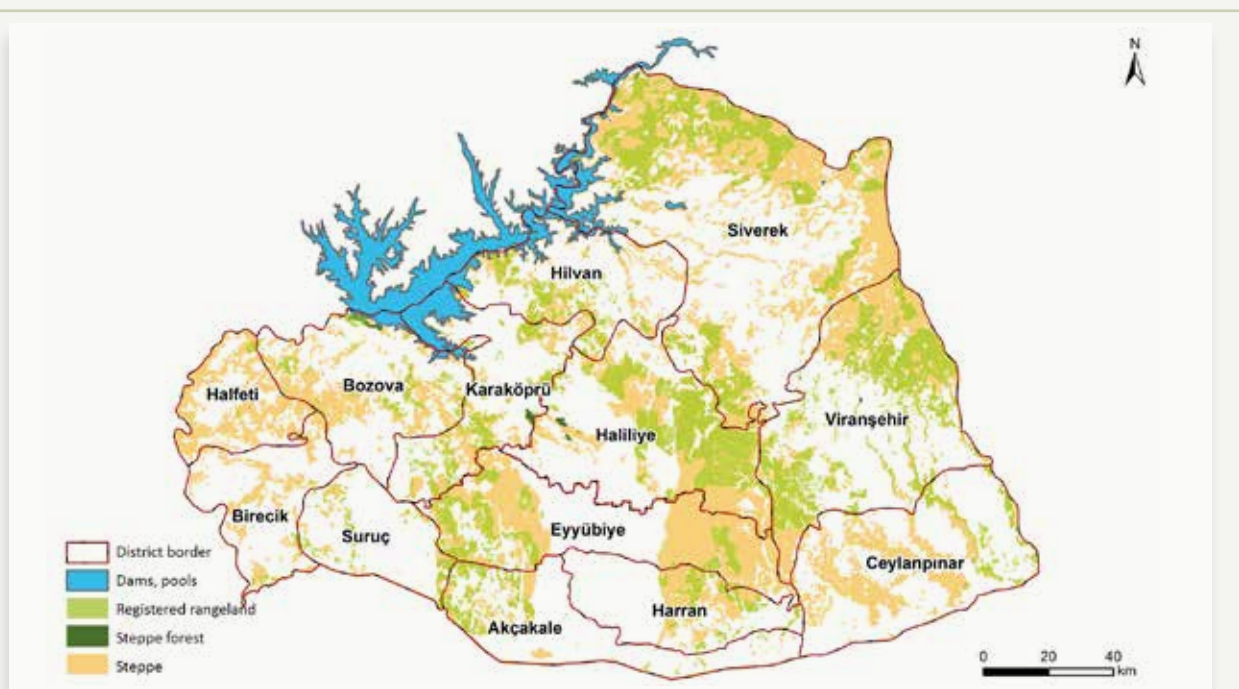 N
Siverek
Hilvan
Halfeti
Bozova
Karaköprü
Viranşehir
Haliliye
Birecik
Suruç
Eyyübiye
Ceylanpınar
Harran
Akçakale
District border
Dams, pools
Registered rangeland
Steppe forest
Steppe
0 20 40
km